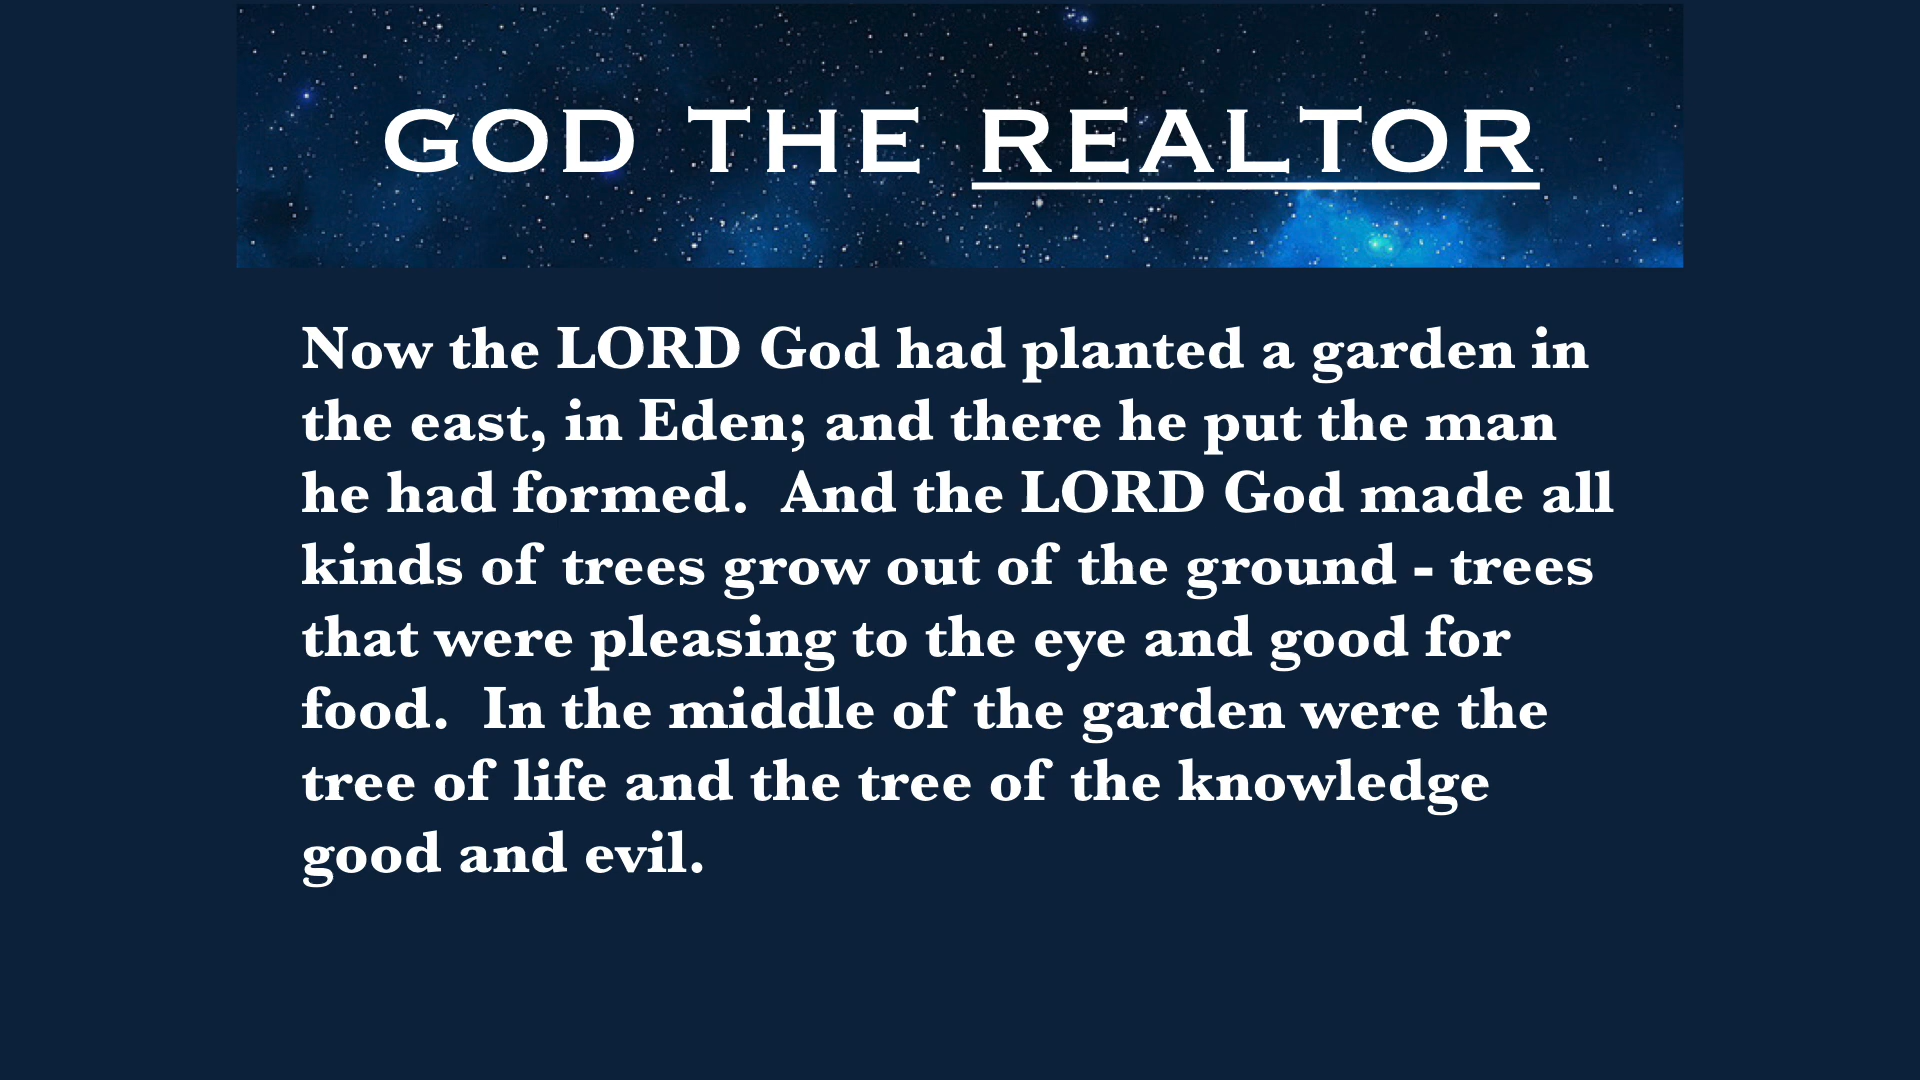 GOD THE REALTOR
Now the LORD God had planted a garden in
the east, in Eden; and there he put the man
he had formed.  And the LORD God made all
kinds of trees grow out of the ground - trees
that were pleasing to the eye and good for
food.  In the middle of the garden were the
tree of life and the tree of the knowledge
good and evil.